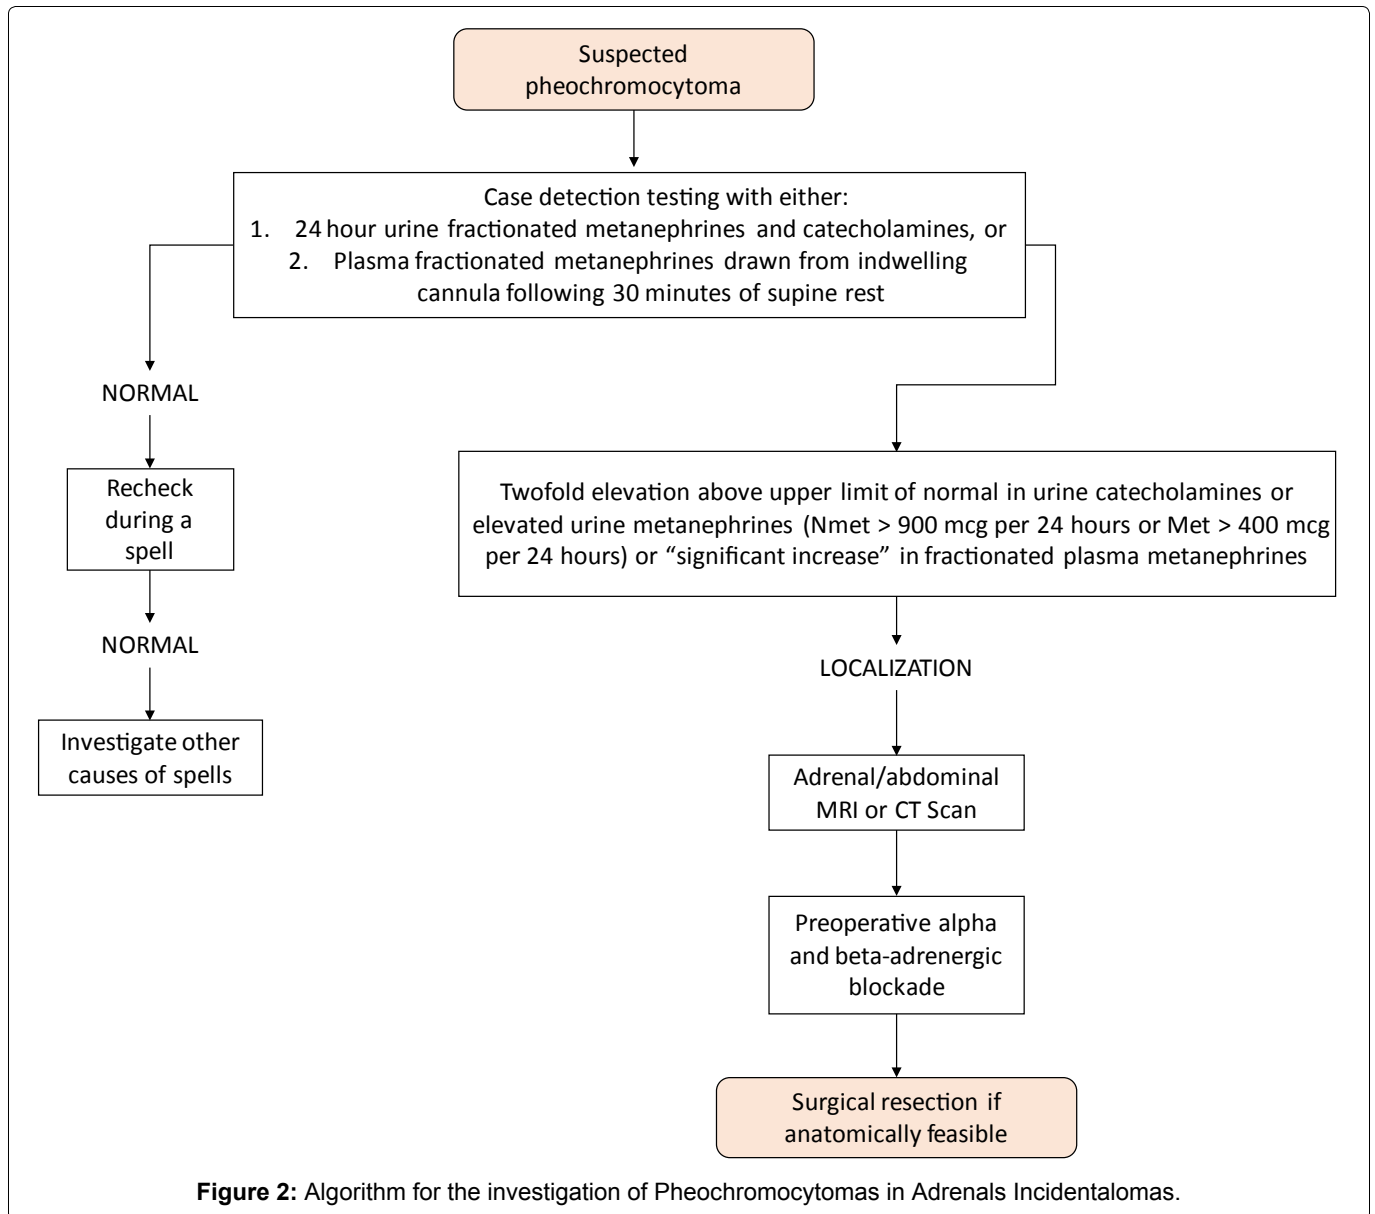 Suspected
pheochromocytoma
Case detection testing with either:
1. 24 hour urine fractionated metanephrines and catecholamines, or
2. Plasma fractionated metanephrines drawn from indwelling
cannula following 30 minutes of supine rest
NORMAL
Recheck
during a
spell
NORMAL
Investigate other
causes of spells
Twofold elevation above upper limit of normal in urine catecholamines or
elevated urine metanephrines (Nmet > 900 mcg per 24 hours or Met > 400 mcg
per 24 hours) or “significant increase” in fractionated plasma metanephrines
LOCALIZATION
Adrenal/abdominal
MRI or CT Scan
Preoperative alpha
and beta-adrenergic
blockade
Surgical resection if
anatomically feasible
Figure 2: Algorithm for the investigation of Pheochromocytomas in Adrenals Incidentalomas.